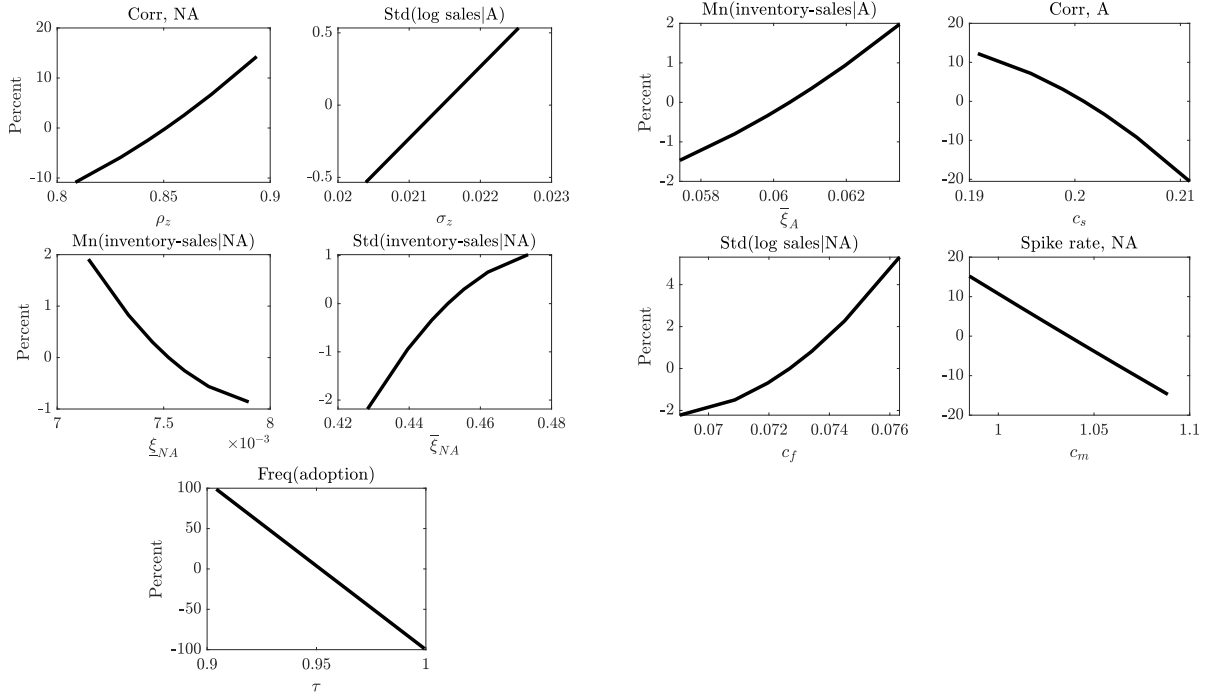 Corr, NA
Percent
20
10
0
-10
0.8 0.85 0.9
ρ_z
Std(log sales|A)
0.5
0
-0.5
0.02 0.021 0.022 0.023
σ_z
Mn(inventory-sales|A)
Percent
2
1
0
-1
2
0.058 0.06 0.062
ξ̅_A
Corr, A
20
10
0
-10
-20
0.19 0.2 0.21
c_s
Mn(inventory-sales|NA)
Percent
2
1
0
-1
7 7.5 8
×10⁻³
ξ̲_NA
Std(inventory-sales|NA)
1
0
-1
-2
0.42 0.44 0.46 0.48
ξ̅_NA
Std(log sales|NA)
Percent
4
2
0
-2
0.07 0.072 0.074 0.076
c_f
Spike rate, NA
20
10
0
-10
-20
1 1.05 1.1
c_m
Freq(adoption)
Percent
100
50
0
-50
-100
0.9 0.95 1
τ